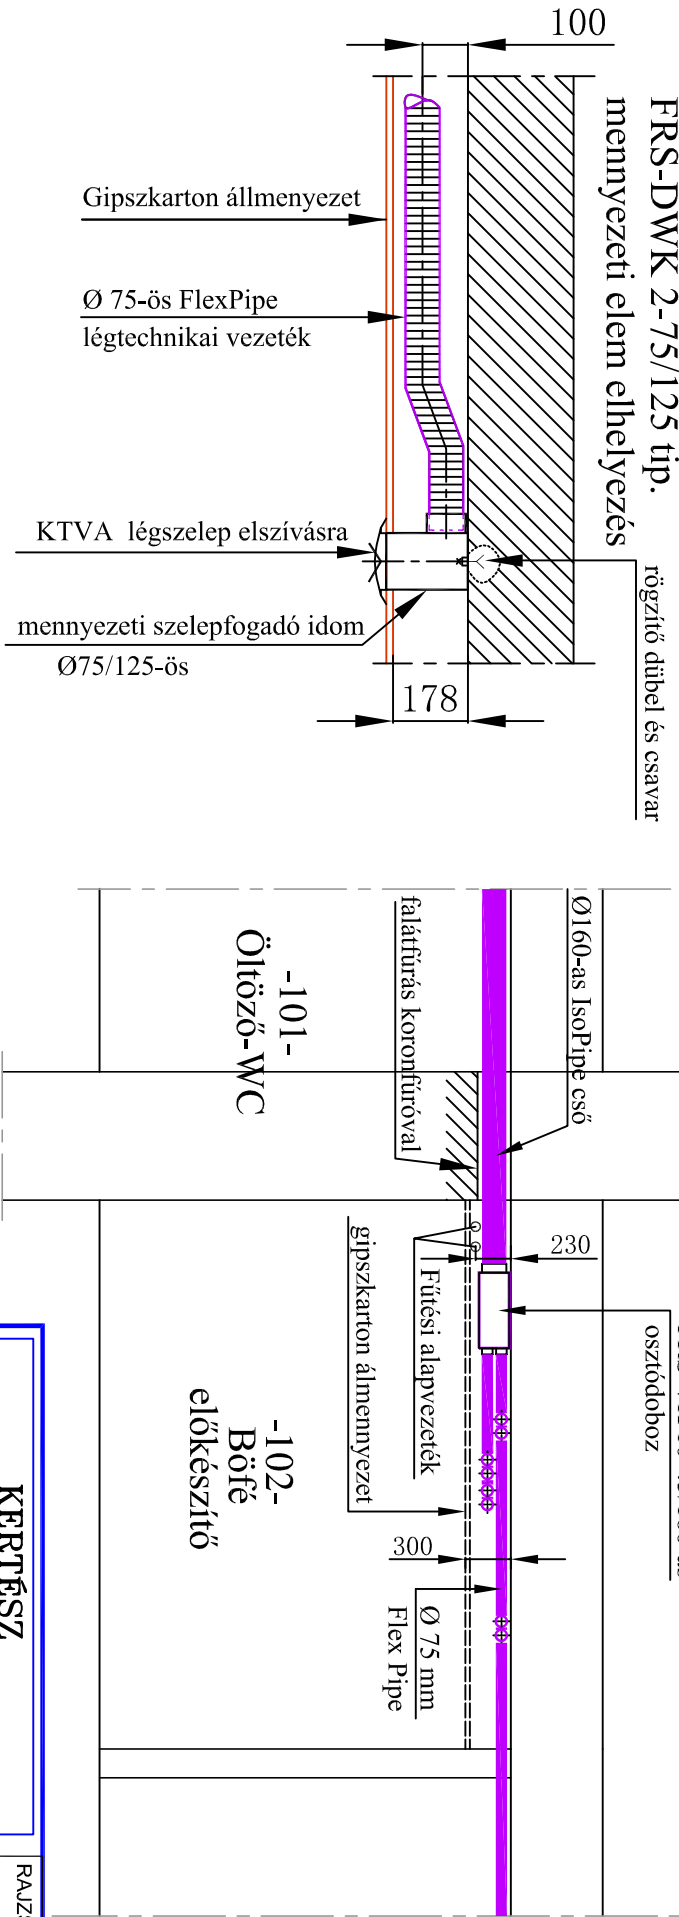 100
FRS-DWK 2-75/125 tip.
mennyezeti elem elhelyezés
Gipszkarton állmenyezet
Ø 75-ös FlexPipe
légtechnikai vezeték
KTVA légszelep elszívásra
mennyezeti szelepfogadó idom
Ø75/125-ös
rögzítő dübel és csavar
178
Ø160-as IsoPipe cső
falátfúrás koronfúróval
-101-
Öltöző-WC
230
osztódoboz
Fűtési alapvezeték
gipszkarton álmennyezet
-102-
Böfé
előkészítő
300
Ø 75 mm
Flex Pipe
KERTÉSZ